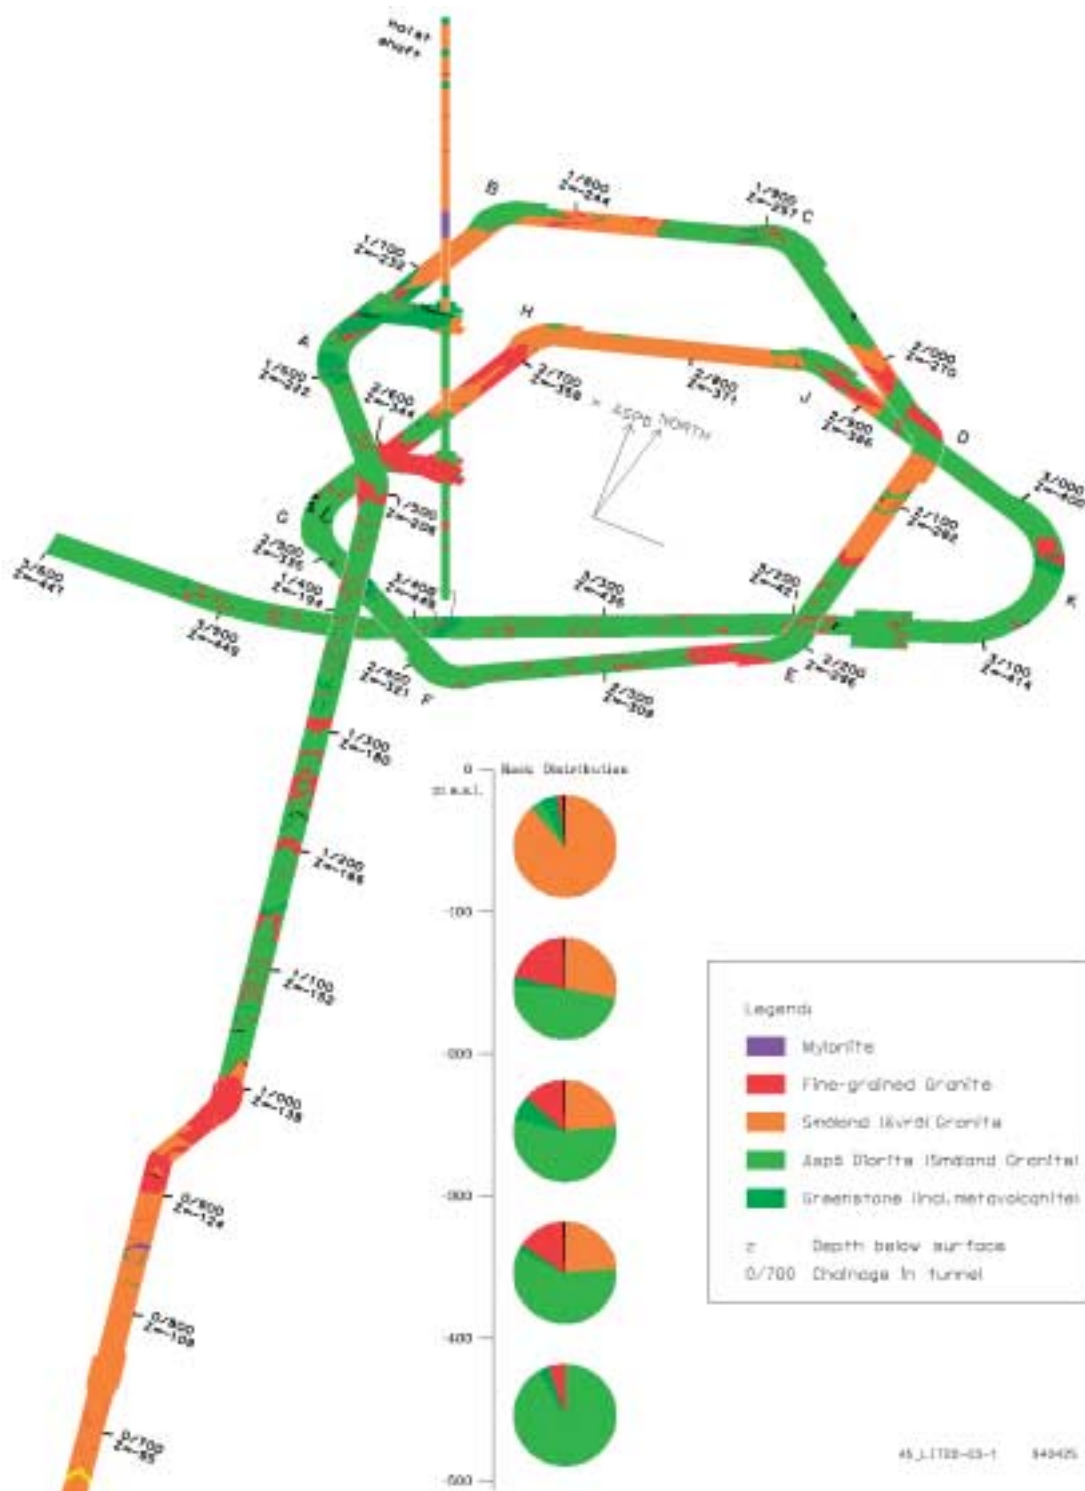 Hoist
shaft
B
1/800
Z=-244
1/900
Z=-257
C
1/700
Z=-232
H
A
2/000
Z=-270
1/600
Z=-222
2/600
Z=-344
2/700
Z=-358
2/800
Z=-371
J
ASPÖ NORTH
2/900
Z=-386
D
3/000
Z=-400
G
1/500
Z=-208
2/100
Z=-282
2/500
Z=-335
3/600
Z=-447
1/400
Z=-194
3/400
3/300
3/200
Z=-421
K
3/500
Z=-449
2/400
Z=-321
F
2/300
Z=-309
E
2/200
Z=-296
3/100
Z=-414
1/300
Z=-180
0
Rock Distribution
m.s.l.
1/200
Z=-166
-100
1/100
Z=-152
Legend:
Mylonite
-200
Fine-grained Granite
1/000
Z=-138
Småland (Ävrö) Granite
Äspö Diorite (Småland Granite)
-300
0/900
Z=-124
Greenstone (incl. metavolcanite)
z Depth below surface
0/700 Chainage in tunnel
0/800
Z=-109
-400
0/700
Z=-95
-500